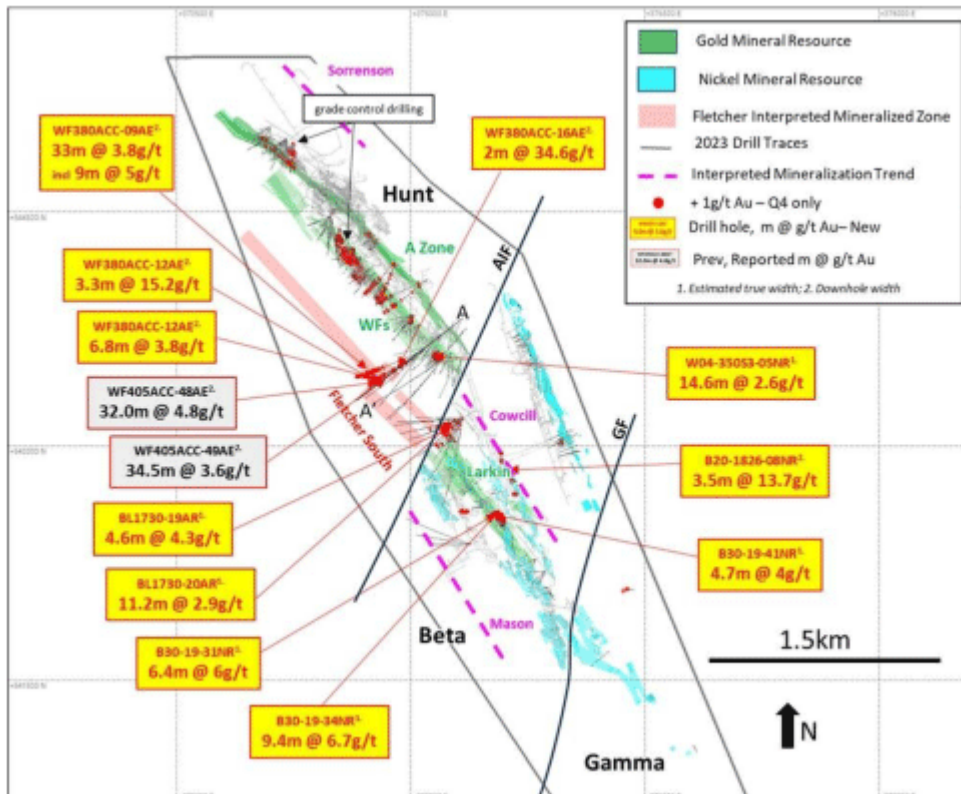 Sorrenson
grade control drilling
WF380ACC-09AE2.
33m @ 3.8g/t
incl 9m @ 5g/t
WF380ACC-16AE2.
2m @ 34.6g/t
Hunt
A Zone
AIF
WF380ACC-12AE2.
3.3m @ 15.2g/t
WFs
A
WF380ACC-12AE2.
6.8m @ 3.8g/t
W04-350S3-05NR1.
14.6m @ 2.6g/t
WF405ACC-48AE2.
32.0m @ 4.8g/t
A'
Fletcher South
Cowcill
GF
WF405ACC-49AE2.
34.5m @ 3.6g/t
Larkin
B20-1826-08NR1.
3.5m @ 13.7g/t
BL1730-19AR
4.6m @ 4.3g/t
B30-19-41NR1.
4.7m @ 4g/t
BL1730-20AR
11.2m @ 2.9g/t
Beta
Mason
B30-19-31NR1.
6.4m @ 6g/t
B30-19-34NR1.
9.4m @ 6.7g/t
1.5km
N
Gamma
Gold Mineral Resource
Nickel Mineral Resource
Fletcher Interpreted Mineralized Zone
2023 Drill Traces
Interpreted Mineralization Trend
+ 1g/t Au – Q4 only
Drill hole, m @ g/t Au– New
Prev, Reported m @ g/t Au
1. Estimated true width; 2. Downhole width